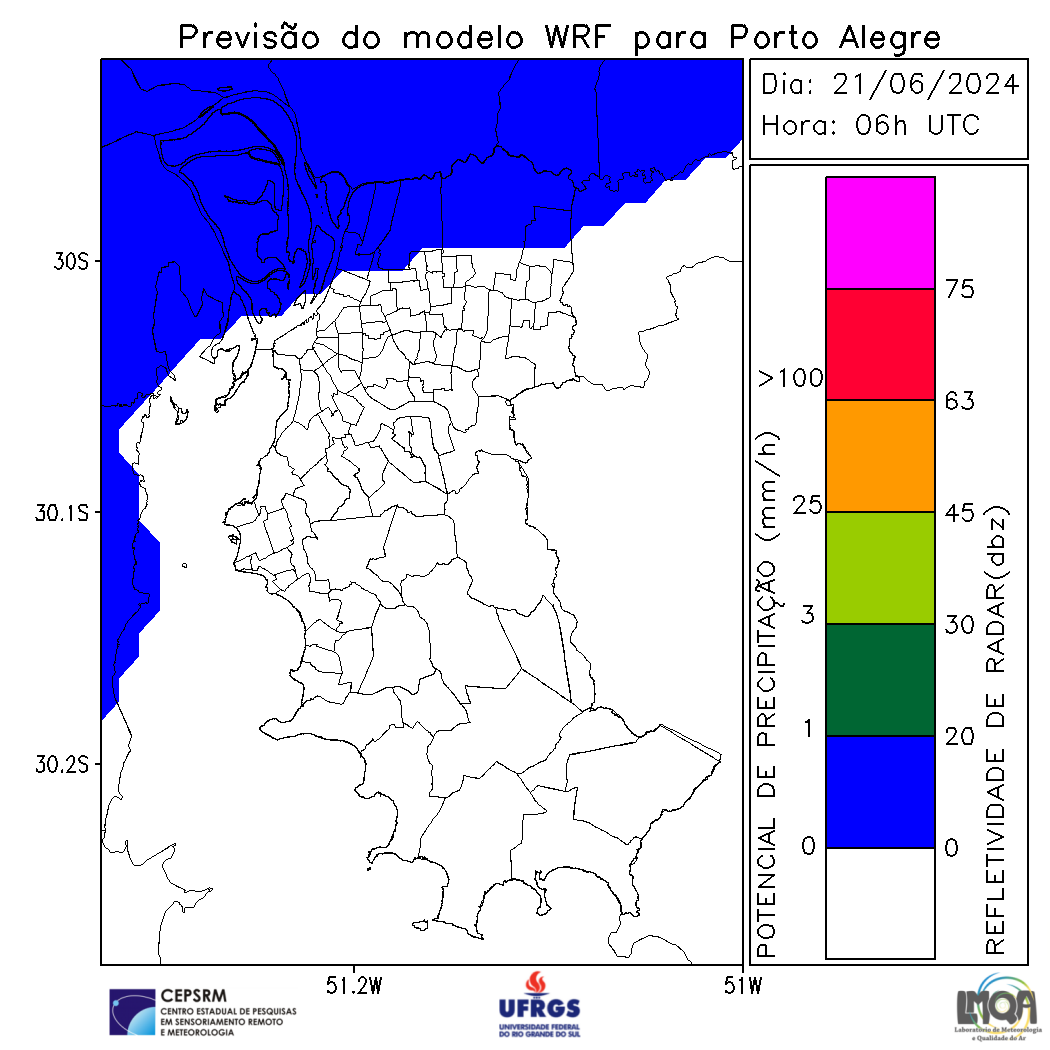 Previsão do modelo WRF para Porto Alegre
Dia: 21/06/2024
Hora: 06h UTC
30S
30.1S
30.2S
51.2W
51W
>100
25
3
1
0
75
63
45
30
20
0
POTENCIAL DE PRECIPITAÇÃO (mm/h)
REFLETIVIDADE DE RADAR(dbz)
CEPSRM
CENTRO ESTADUAL DE PESQUISAS
EM SENSORIAMENTO REMOTO
E METEOROLOGIA
UFRGS
UNIVERSIDADE FEDERAL
DO RIO GRANDE DO SUL
LMQA
Laboratório de Meteorologia
e Qualidade do Ar